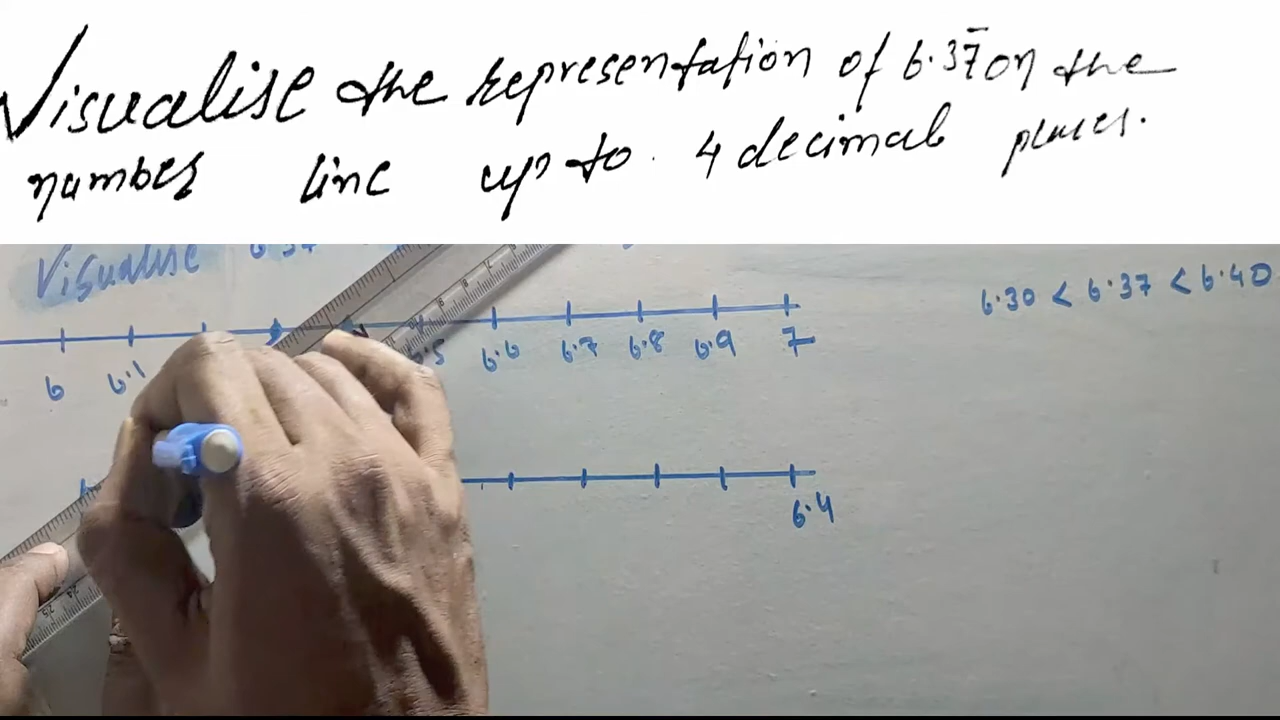 Visualise the representation of 6.37̅ on the
number line up to 4 decimal places.
Visualise 6.37
6.30 < 6.37 < 6.40
6 6.1 6.5 6.6 6.7 6.8 6.9 7
6.4